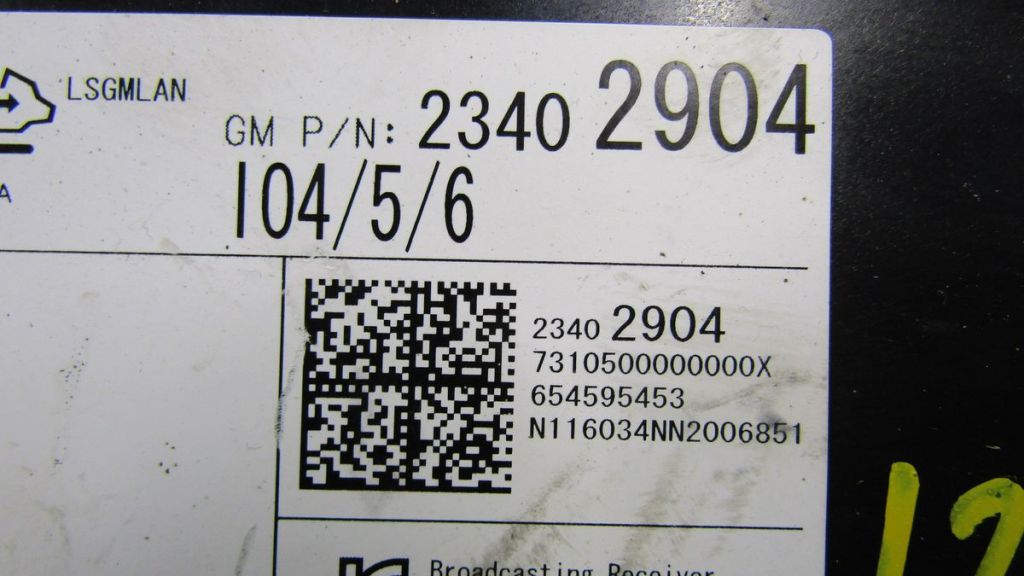 LSGMLAN
GM P/N: 2340 2904
104/5/6
A
2340 2904
7310500000000X
654595453
N116034NN2006851
Broadcasting Receiver